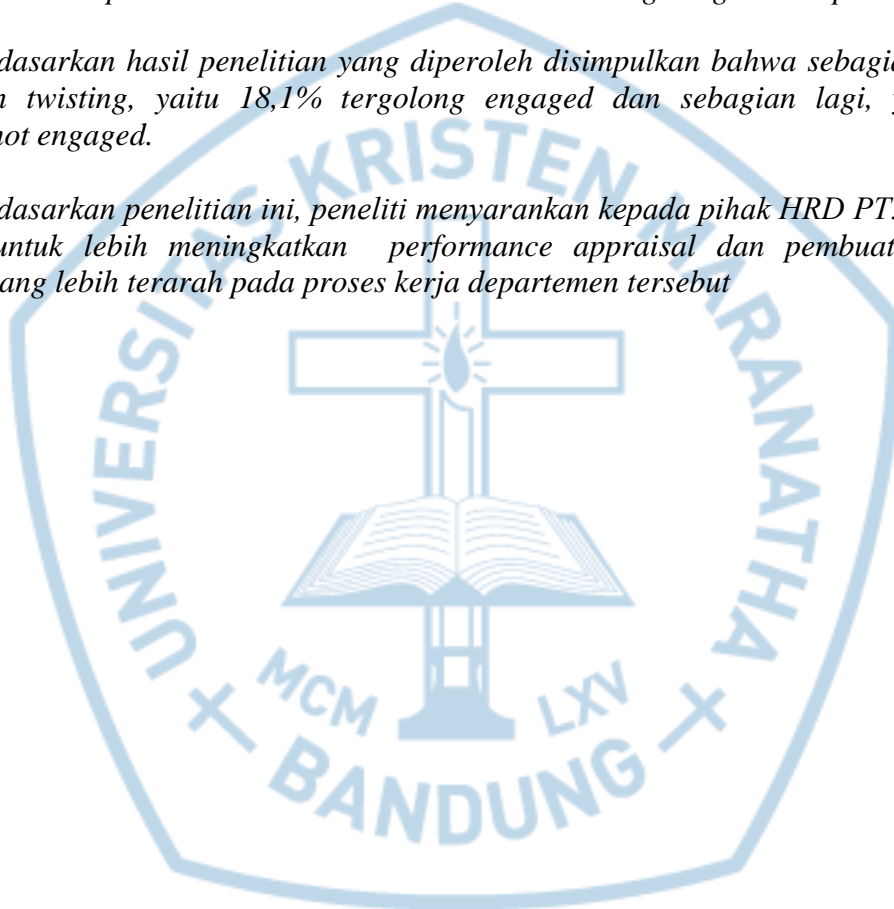 dasarkan hasil penelitian yang diperoleh disimpulkan bahwa sebagia
n twisting, yaitu 18,1% tergolong engaged dan sebagian lagi,
not engaged.
dasarkan penelitian ini, peneliti menyarankan kepada pihak HRD PT.
untuk lebih meningkatkan performance appraisal dan pembuat
ang lebih terarah pada proses kerja departemen tersebut
UNIVERSITAS KRISTEN MARANATHA
MCM LXV
BANDUNG